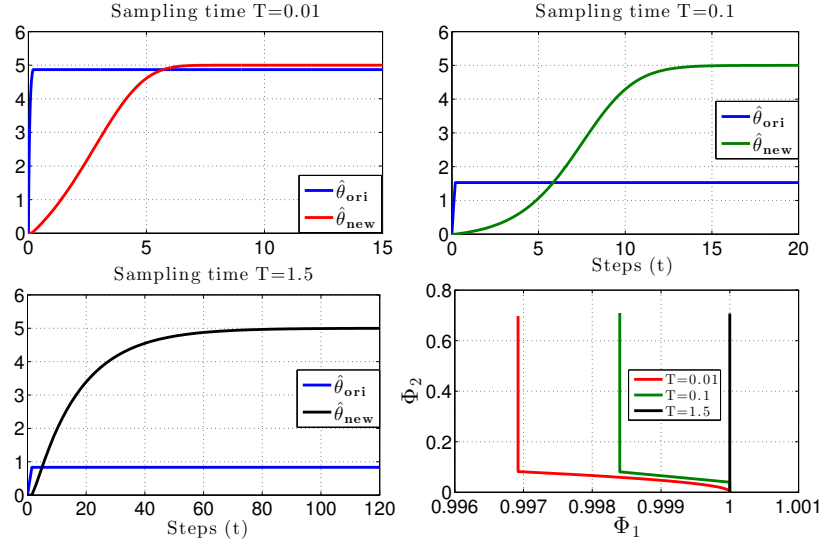 Sampling time T=0.01
6
5
4
3
2
1
0
0 5 10 15
θ̂ori
θ̂new
Sampling time T=0.1
6
5
4
3
2
1
0
0 5 10 15 20
Steps (t)
θ̂ori
θ̂new
Sampling time T=1.5
6
5
4
3
2
1
0
0 20 40 60 80 100 120
Steps (t)
θ̂ori
θ̂new
Φ2
0.8
0.6
0.4
0.2
0
0.996 0.997 0.998 0.999 1 1.001
Φ1
T=0.01
T=0.1
T=1.5